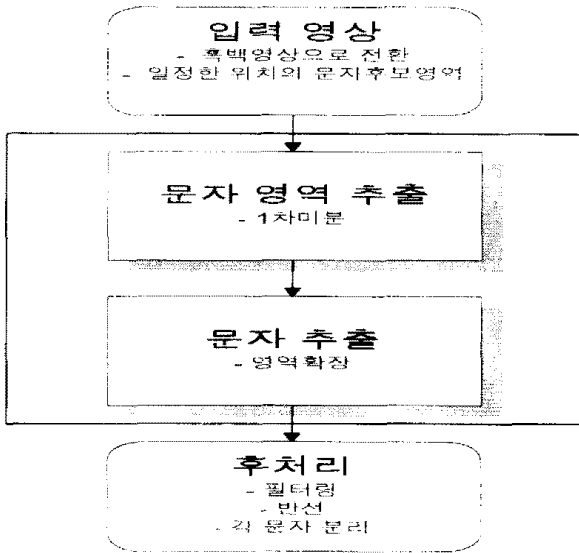 입력 영상
- 흑백영상으로 전환
- 일정한 위치의 문자후보영역
문자 영역 추출
- 1차미분
문자 추출
- 영역확장
후처리
- 필터링
- 반선
- 각 문자 분리